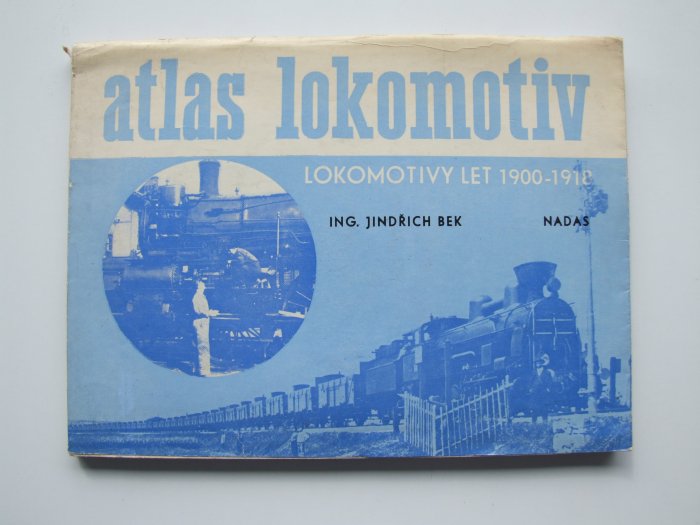 atlas lokomotiv
LOKOMOTIVY LET 1900-1918
ING. JINDŘICH BEK NADAS